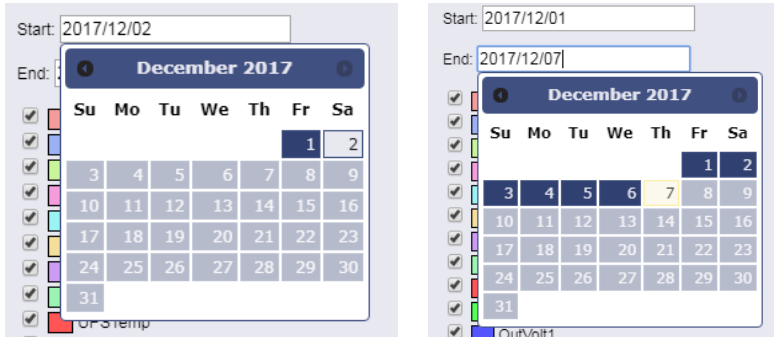 Start: 2017/12/02
End:
December 2017
Su Mo Tu We Th Fr Sa
1 2
3 4 5 6 7 8 9
10 11 12 13 14 15 16
17 18 19 20 21 22 23
24 25 26 27 28 29 30
31
UPSTemp
Start: 2017/12/01
End: 2017/12/07
December 2017
Su Mo Tu We Th Fr Sa
1 2
3 4 5 6 7 8 9
10 11 12 13 14 15 16
17 18 19 20 21 22 23
24 25 26 27 28 29 30
31
OutVolt1